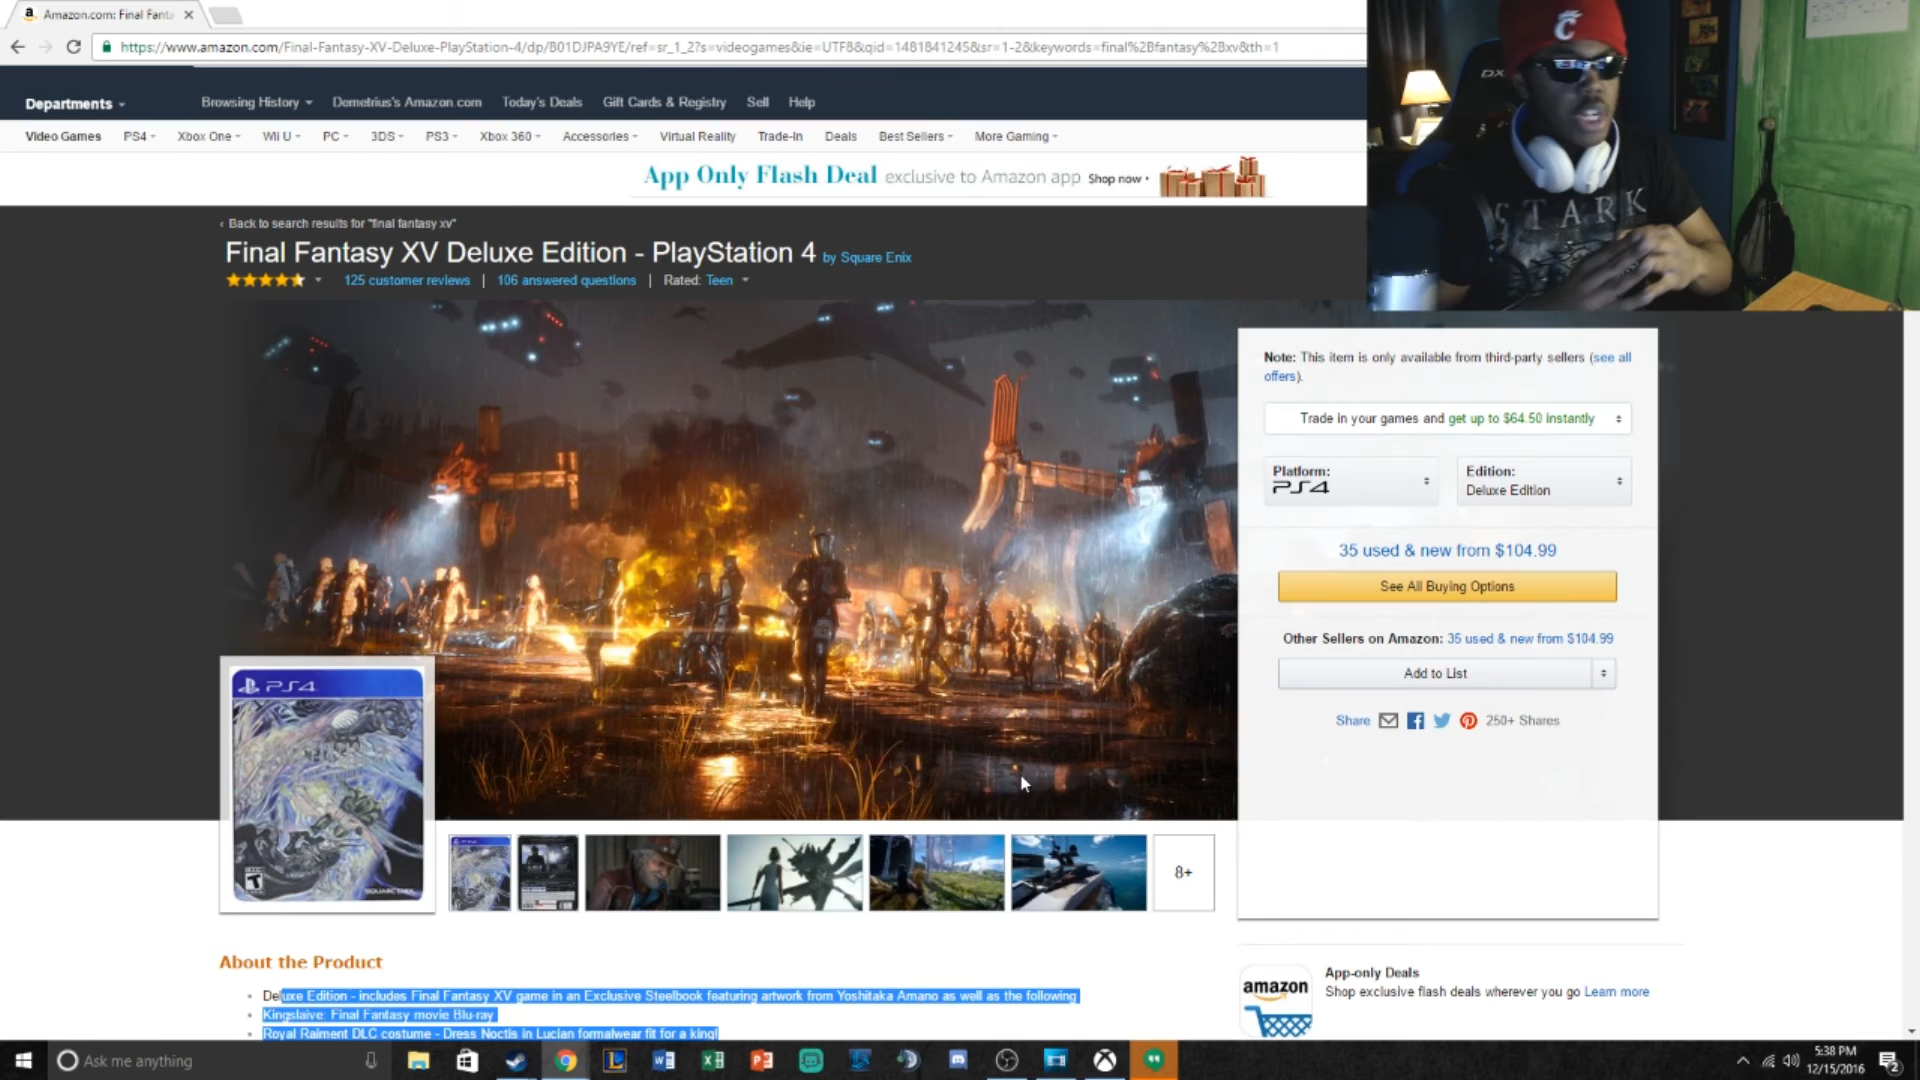 Amazon.com: Final Fanta
https://www.amazon.com/Final-Fantasy-XV-Deluxe-PlayStation-4/dp/B01DJPA9YE/ref=sr_1_2?s=videogames&ie=UTF8&qid=1481841245&sr=1-2&keywords=final%2Bfantasy%2Bxv&th=1
Departments
Browsing History
Demetrius's Amazon.com
Today's Deals
Gift Cards & Registry
Sell
Help
Video Games
PS4
Xbox One
Wii U
PC
3DS
PS3
Xbox 360
Accessories
Virtual Reality
Trade-In
Deals
Best Sellers
More Gaming
App Only Flash Deal exclusive to Amazon app Shop now
C
DX
STARK
‹ Back to search results for "final fantasy xv"
Final Fantasy XV Deluxe Edition - PlayStation 4 by Square Enix
125 customer reviews | 106 answered questions | Rated: Teen
Note: This item is only available from third-party sellers (see all
offers).
Trade in your games and get up to $64.50 instantly
Platform:
PS4
Edition:
Deluxe Edition
35 used & new from $104.99
See All Buying Options
Other Sellers on Amazon: 35 used & new from $104.99
Add to List
Share
250+ Shares
PS4
T
SQUARE ENIX
8+
About the Product
Deluxe Edition - includes Final Fantasy XV game in an Exclusive Steelbook featuring artwork from Yoshitaka Amano as well as the following
Kingslaive: Final Fantasy movie Blu-ray
Royal Raiment DLC costume - Dress Noctis in Lucian formalwear fit for a king!
amazon
App-only Deals
Shop exclusive flash deals wherever you go Learn more
Ask me anything
5:38 PM
12/15/2016
2